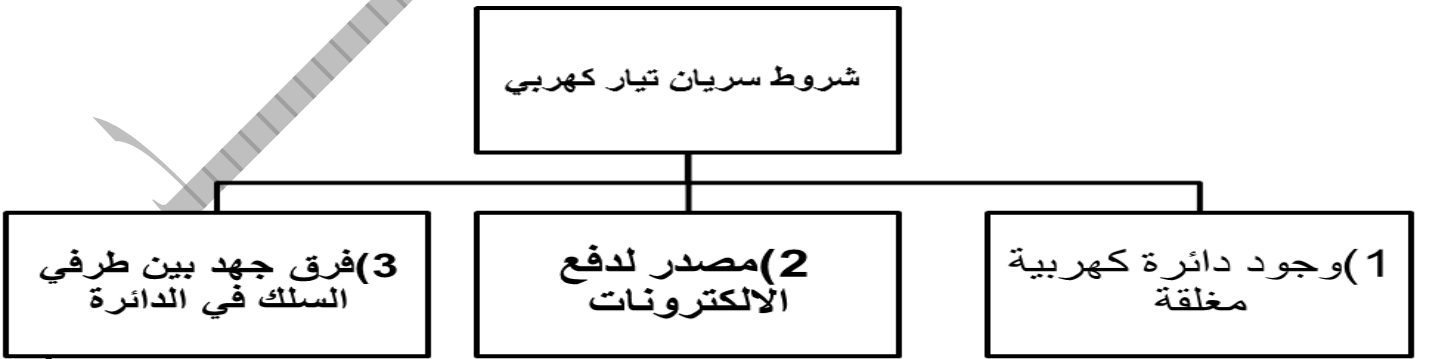 شروط سريان تيار كهربي
1)وجود دائرة كهربية
مغلقة
2)مصدر لدفع
الالكترونات
3)فرق جهد بين طرفي
السلك في الدائرة